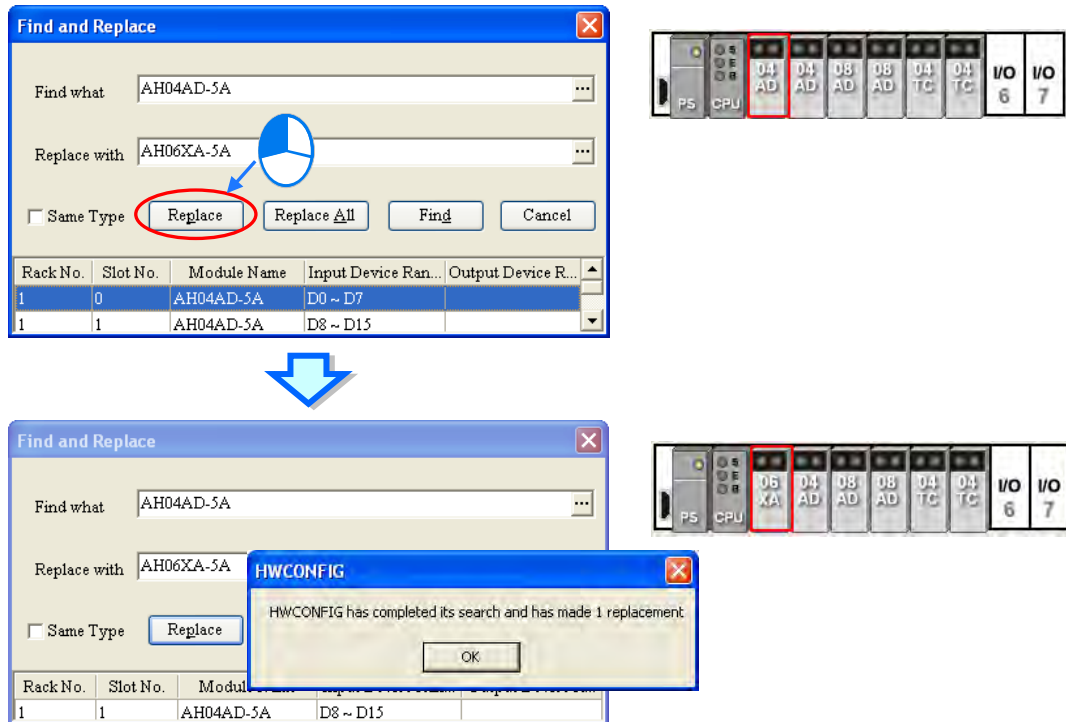 Find and Replace
Find what AH04AD-5A ...
Replace with AH06XA-5A ...
Same Type Replace Replace All Find Cancel
Rack No. Slot No. Module Name Input Device Ran... Output Device R...
1 0 AH04AD-5A D0 ~ D7
1 1 AH04AD-5A D8 ~ D15
PS CPU S E B 04 AD 04 AD 08 AD 08 AD 04 TC 04 TC I/O 6 I/O 7
Find and Replace
Find what AH04AD-5A ...
Replace with AH06XA-5A
Same Type Replace
HWCONFIG
HWCONFIG has completed its search and has made 1 replacement
OK
Rack No. Slot No.
1 1 AH04AD-5A D8 ~ D15
PS CPU S E B 06 XA 04 AD 08 AD 08 AD 04 TC 04 TC I/O 6 I/O 7